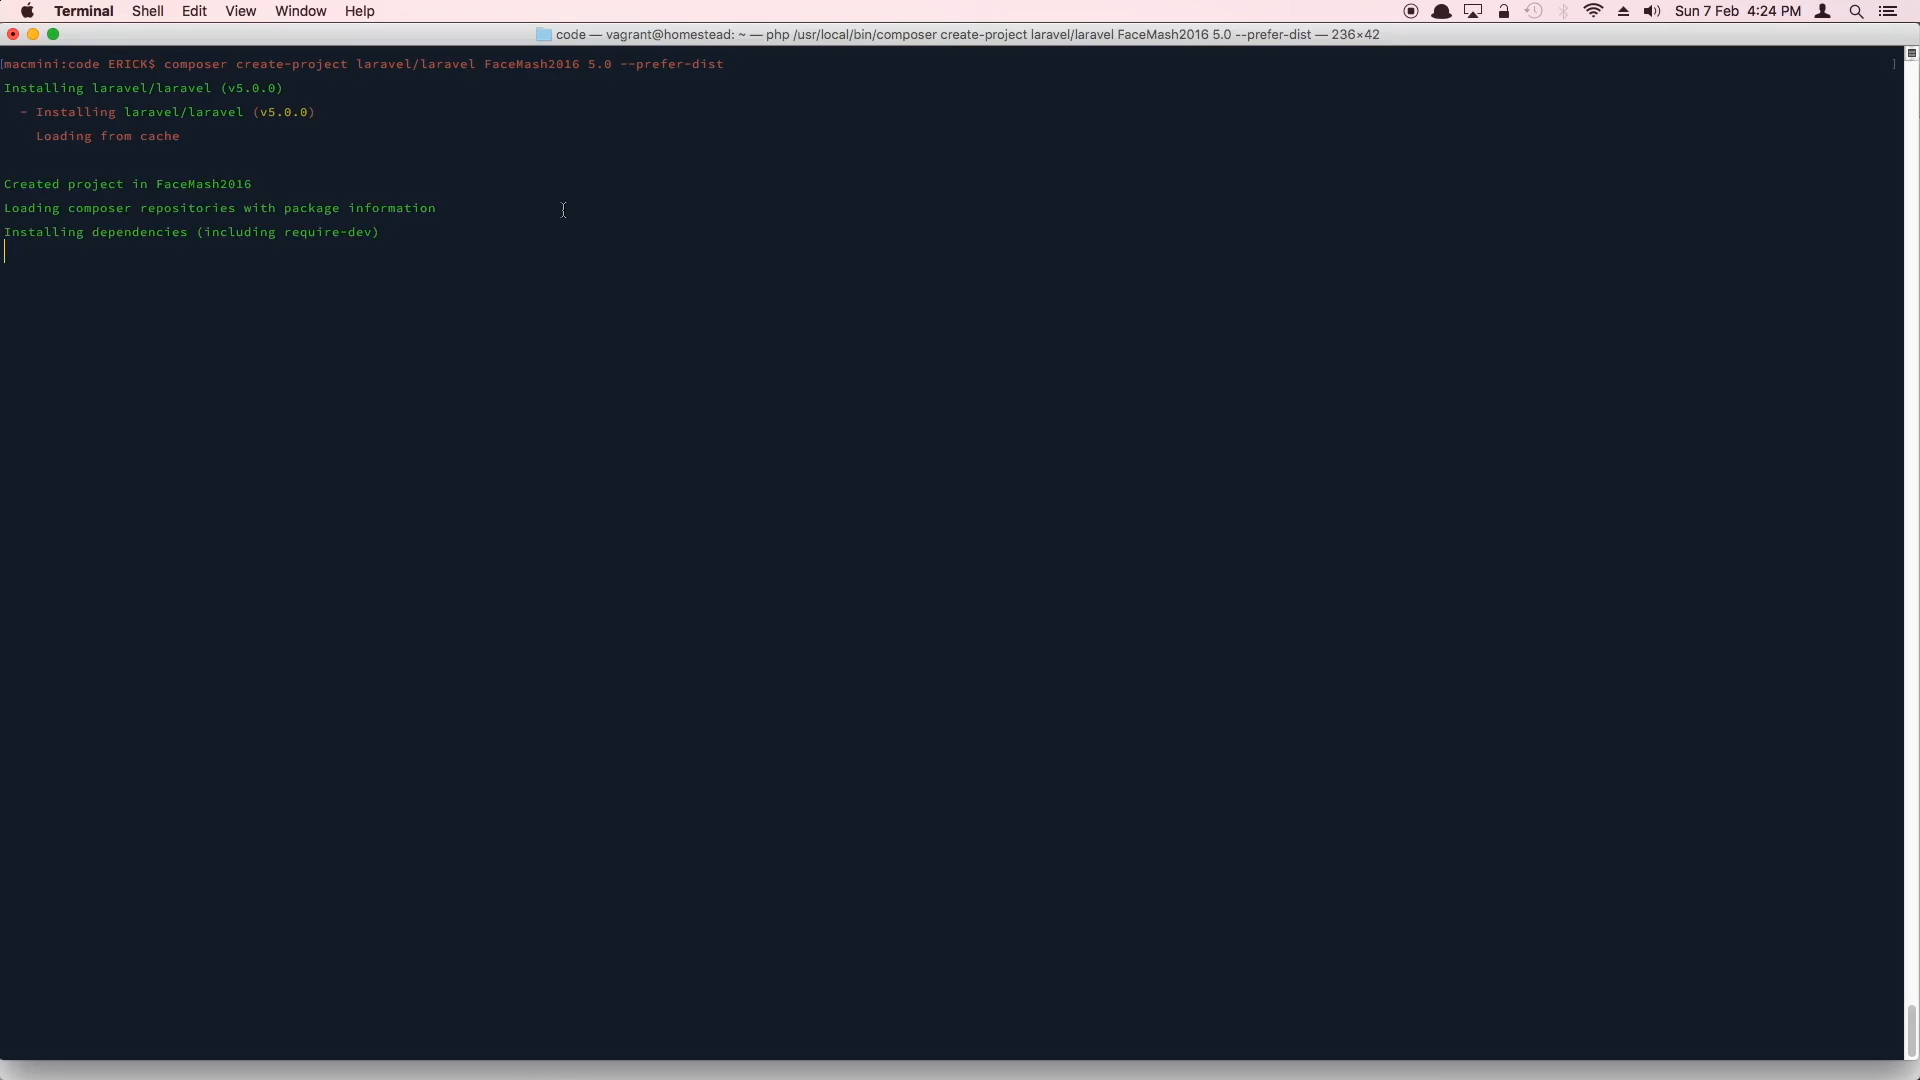 Terminal Shell Edit View Window Help Sun 7 Feb 4:24 PM
code — vagrant@homestead: ~ — php /usr/local/bin/composer create-project laravel/laravel FaceMash2016 5.0 --prefer-dist — 236×42
[macmini:code ERICK$ composer create-project laravel/laravel FaceMash2016 5.0 --prefer-dist ]
Installing laravel/laravel (v5.0.0)
- Installing laravel/laravel (v5.0.0)
Loading from cache
Created project in FaceMash2016
Loading composer repositories with package information
Installing dependencies (including require-dev)